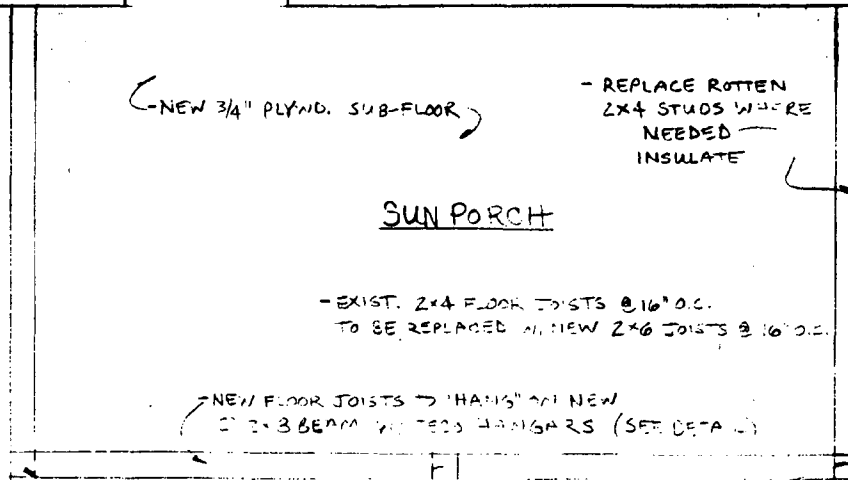 -NEW 3/4" PLYWD. SUB-FLOOR
- REPLACE ROTTEN
2x4 STUDS WHERE
NEEDED
INSULATE
SUN PORCH
- EXIST. 2x4 FLOOR JOISTS @ 16" O.C.
TO BE REPLACED W/ NEW 2x6 JOISTS @ 16" O.C.
-NEW FLOOR JOISTS TO "HANG" ON NEW
BEAM HANGARS (SEE DETAIL)